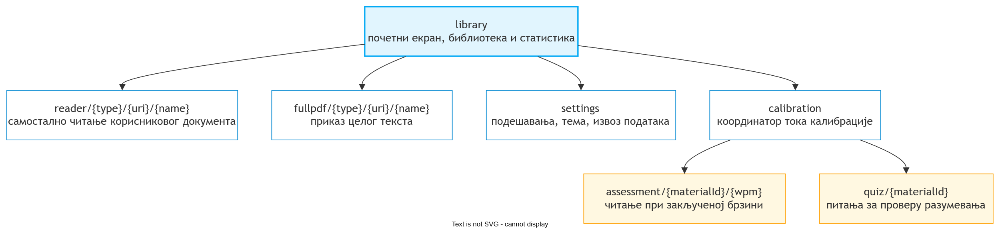 library
почетни екран, библиотека и статистика
reader/{type}/{uri}/{name}
самостално читање корисниковог документа
fullpdf/{type}/{uri}/{name}
приказ целог текста
settings
подешавања, тема, извоз података
calibration
координатор тока калибрације
assessment/{materialId}/{wpm}
читање при закљученој брзини
quiz/{materialId}
питања за проверу разумевања
Text is not SVG - cannot display